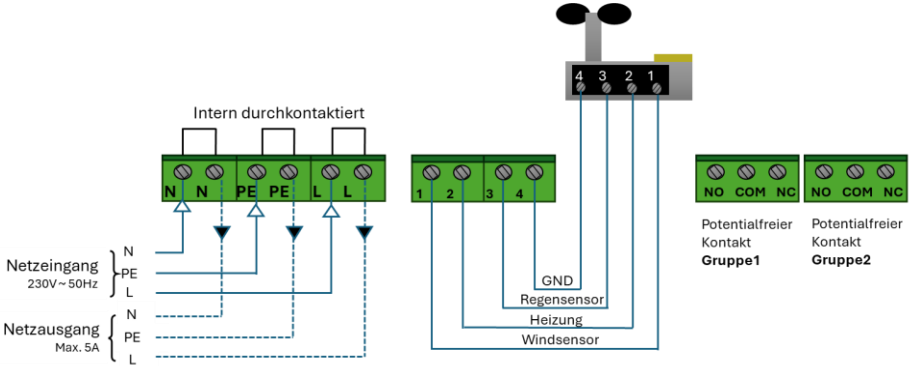 4 3 2 1
Intern durchkontaktiert
N N PE PE L L
1 2 3 4
NO COM NC
NO COM NC
Potentialfreier
Kontakt
Gruppe1
Potentialfreier
Kontakt
Gruppe2
Netzeingang
230V~50Hz
N
PE
L
Netzausgang
Max. 5A
N
PE
L
GND
Regensensor
Heizung
Windsensor